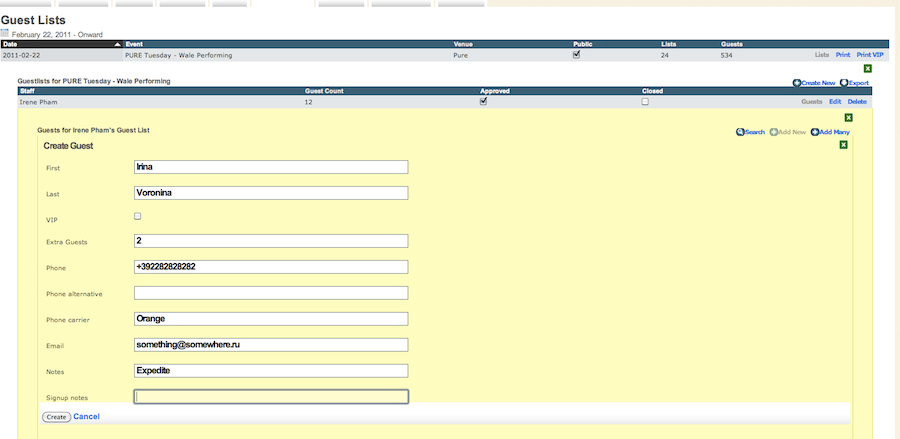 Guest Lists
February 22, 2011 - Onward
Date Event Venue Public Lists Guests
2011-02-22 PURE Tuesday - Wale Performing Pure 24 534 Lists Print Print VIP
X
Guestlists for PURE Tuesday - Wale Performing
Create New Export
Staff Guest Count Approved Closed
Irene Pham 12 Guests Edit Delete
X
Guests for Irene Pham's Guest List
Search Add New Add Many
Create Guest X
First Irina
Last Voronina
VIP
Extra Guests 2
Phone +392282828282
Phone alternative
Phone carrier Orange
Email something@somewhere.ru
Notes Expedite
Signup notes
Create Cancel